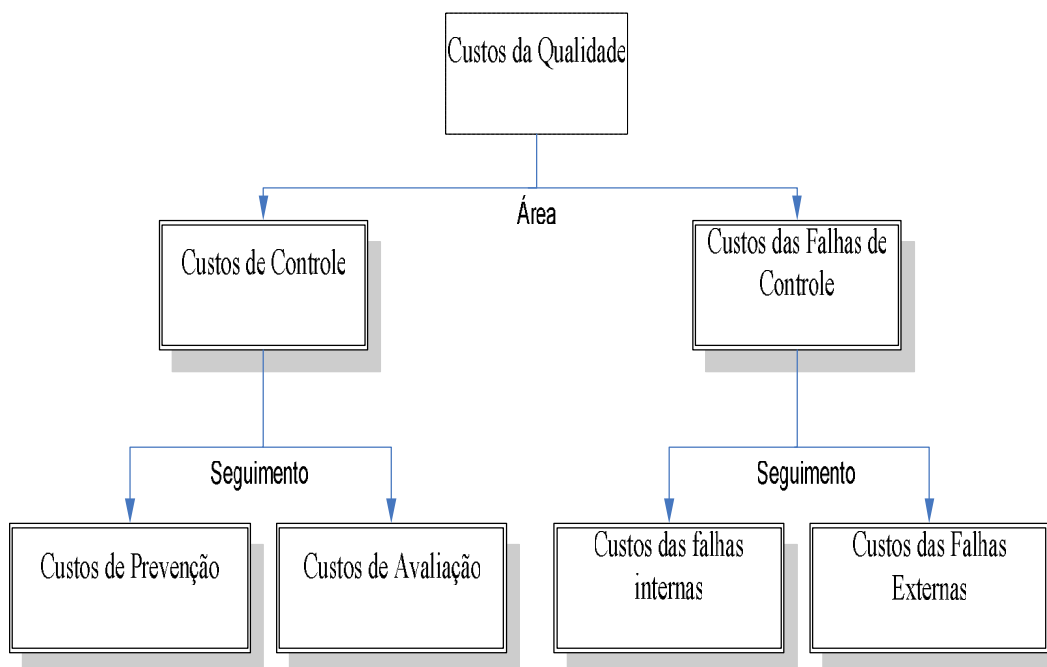 Custos da Qualidade
Área
Custos de Controle
Custos das Falhas de
Controle
Seguimento
Seguimento
Custos de Prevenção
Custos de Avaliação
Custos das falhas
internas
Custos das Falhas
Externas